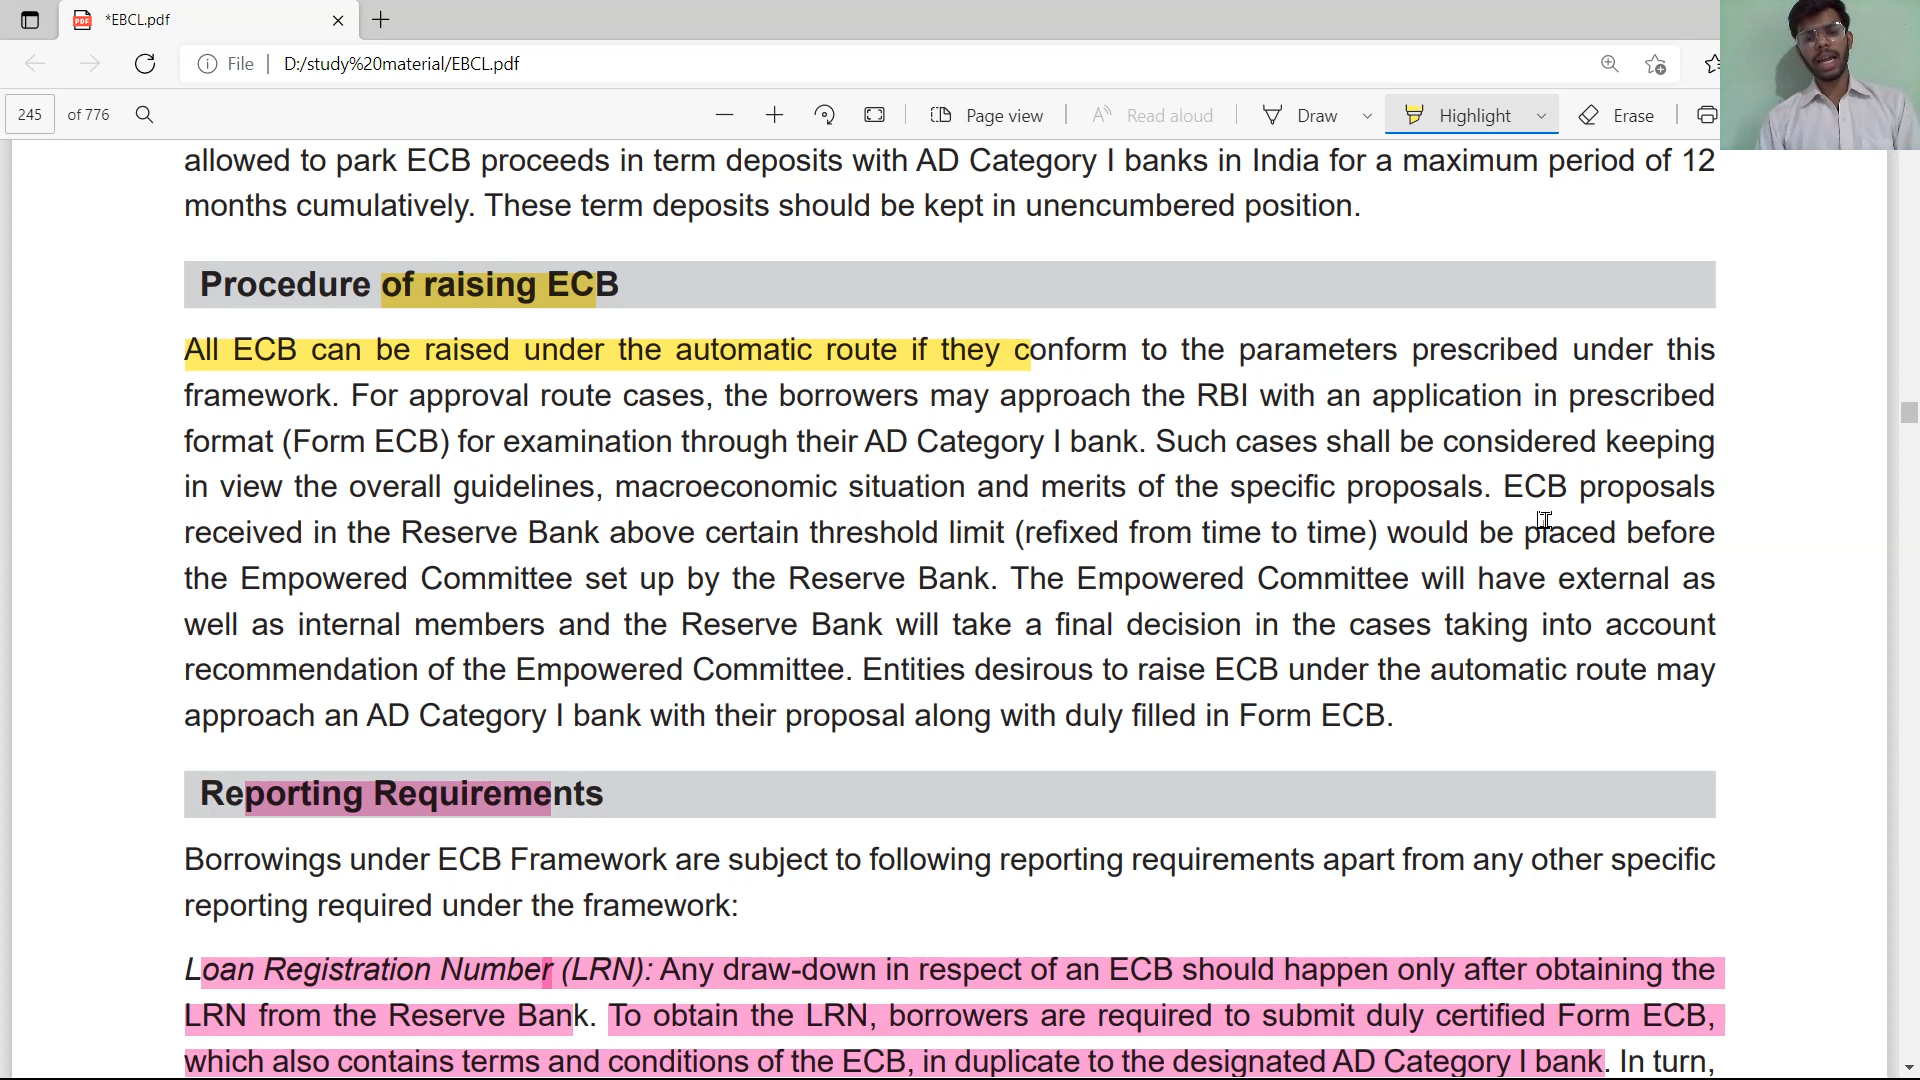 *EBCL.pdf
File D:/study%20material/EBCL.pdf
245 of 776 Page view Read aloud Draw Highlight Erase
allowed to park ECB proceeds in term deposits with AD Category I banks in India for a maximum period of 12
months cumulatively. These term deposits should be kept in unencumbered position.
Procedure of raising ECB
All ECB can be raised under the automatic route if they conform to the parameters prescribed under this
framework. For approval route cases, the borrowers may approach the RBI with an application in prescribed
format (Form ECB) for examination through their AD Category I bank. Such cases shall be considered keeping
in view the overall guidelines, macroeconomic situation and merits of the specific proposals. ECB proposals
received in the Reserve Bank above certain threshold limit (refixed from time to time) would be placed before
the Empowered Committee set up by the Reserve Bank. The Empowered Committee will have external as
well as internal members and the Reserve Bank will take a final decision in the cases taking into account
recommendation of the Empowered Committee. Entities desirous to raise ECB under the automatic route may
approach an AD Category I bank with their proposal along with duly filled in Form ECB.
Reporting Requirements
Borrowings under ECB Framework are subject to following reporting requirements apart from any other specific
reporting required under the framework:
Loan Registration Number (LRN): Any draw-down in respect of an ECB should happen only after obtaining the
LRN from the Reserve Bank. To obtain the LRN, borrowers are required to submit duly certified Form ECB,
which also contains terms and conditions of the ECB, in duplicate to the designated AD Category I bank. In turn,